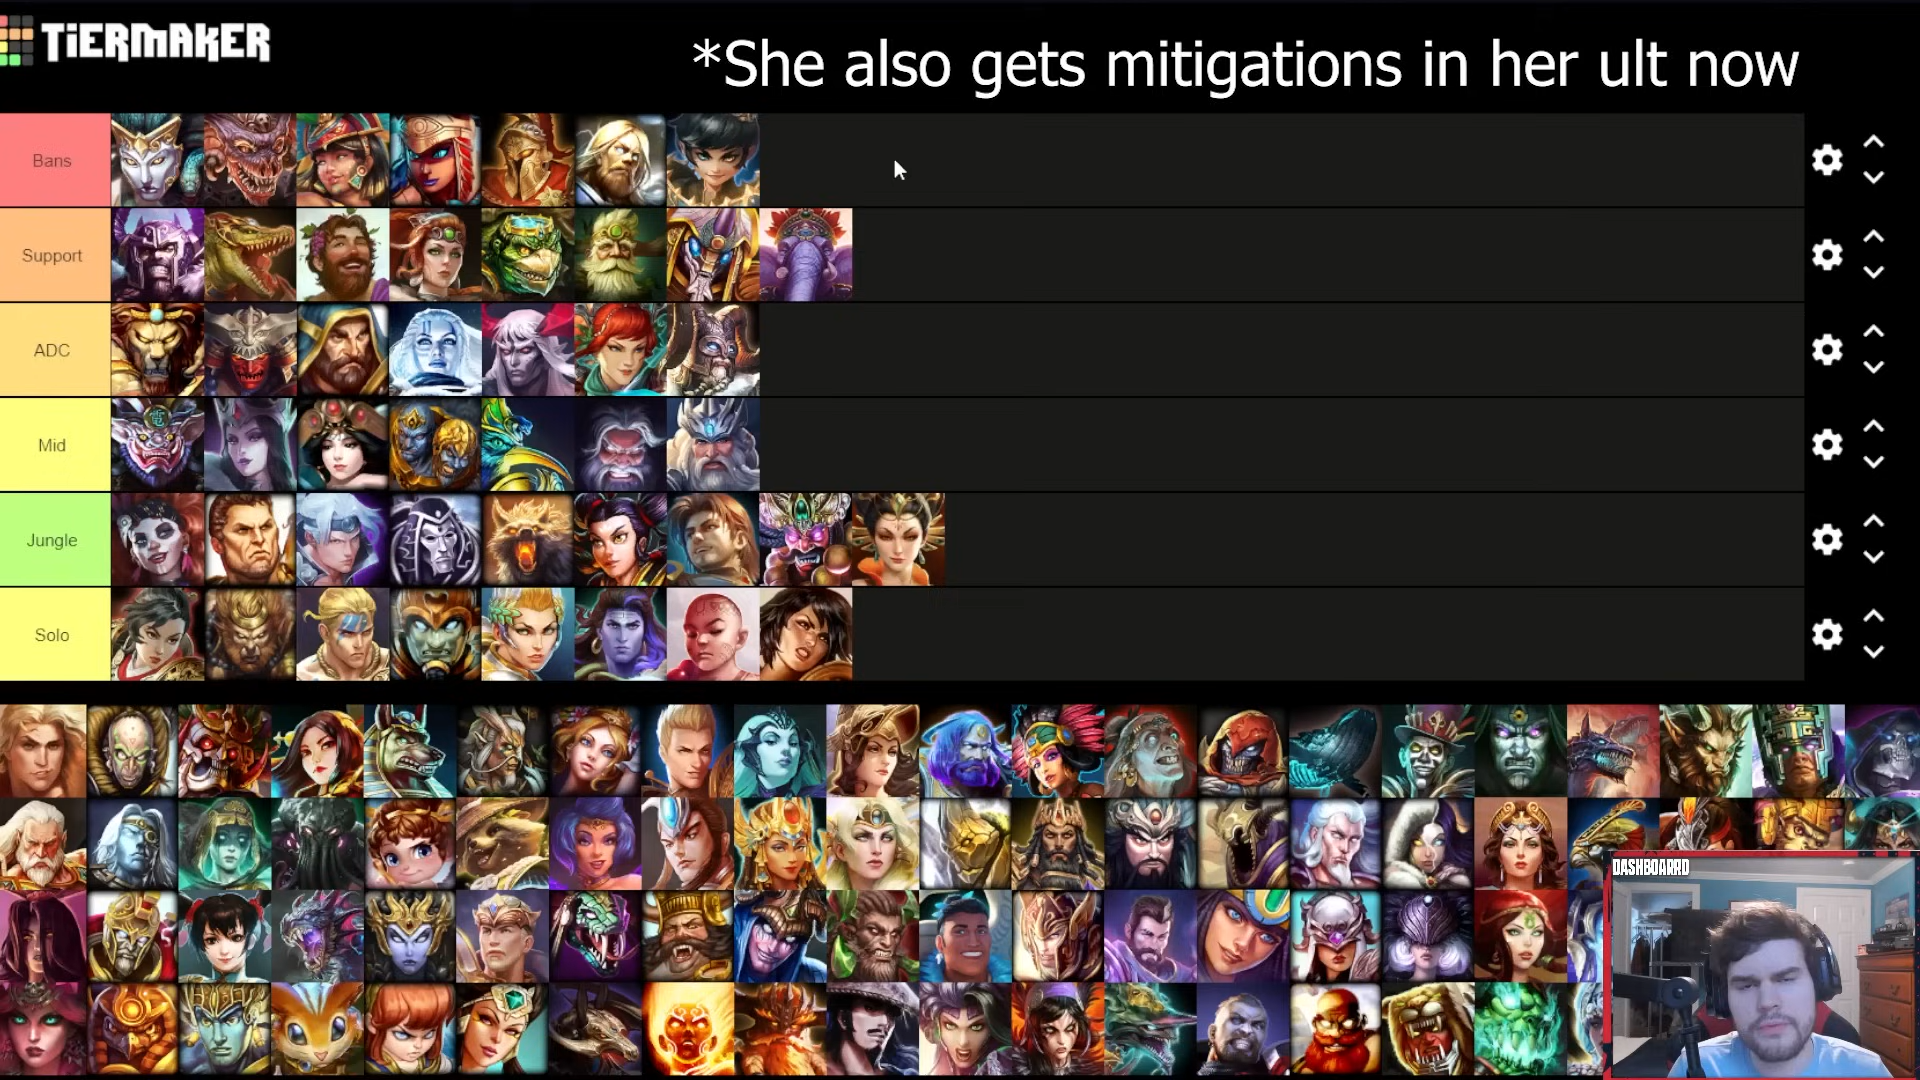 TiERMAKER
*She also gets mitigations in her ult now
Bans
Support
ADC
Mid
Jungle
Solo
DASHBOARRD